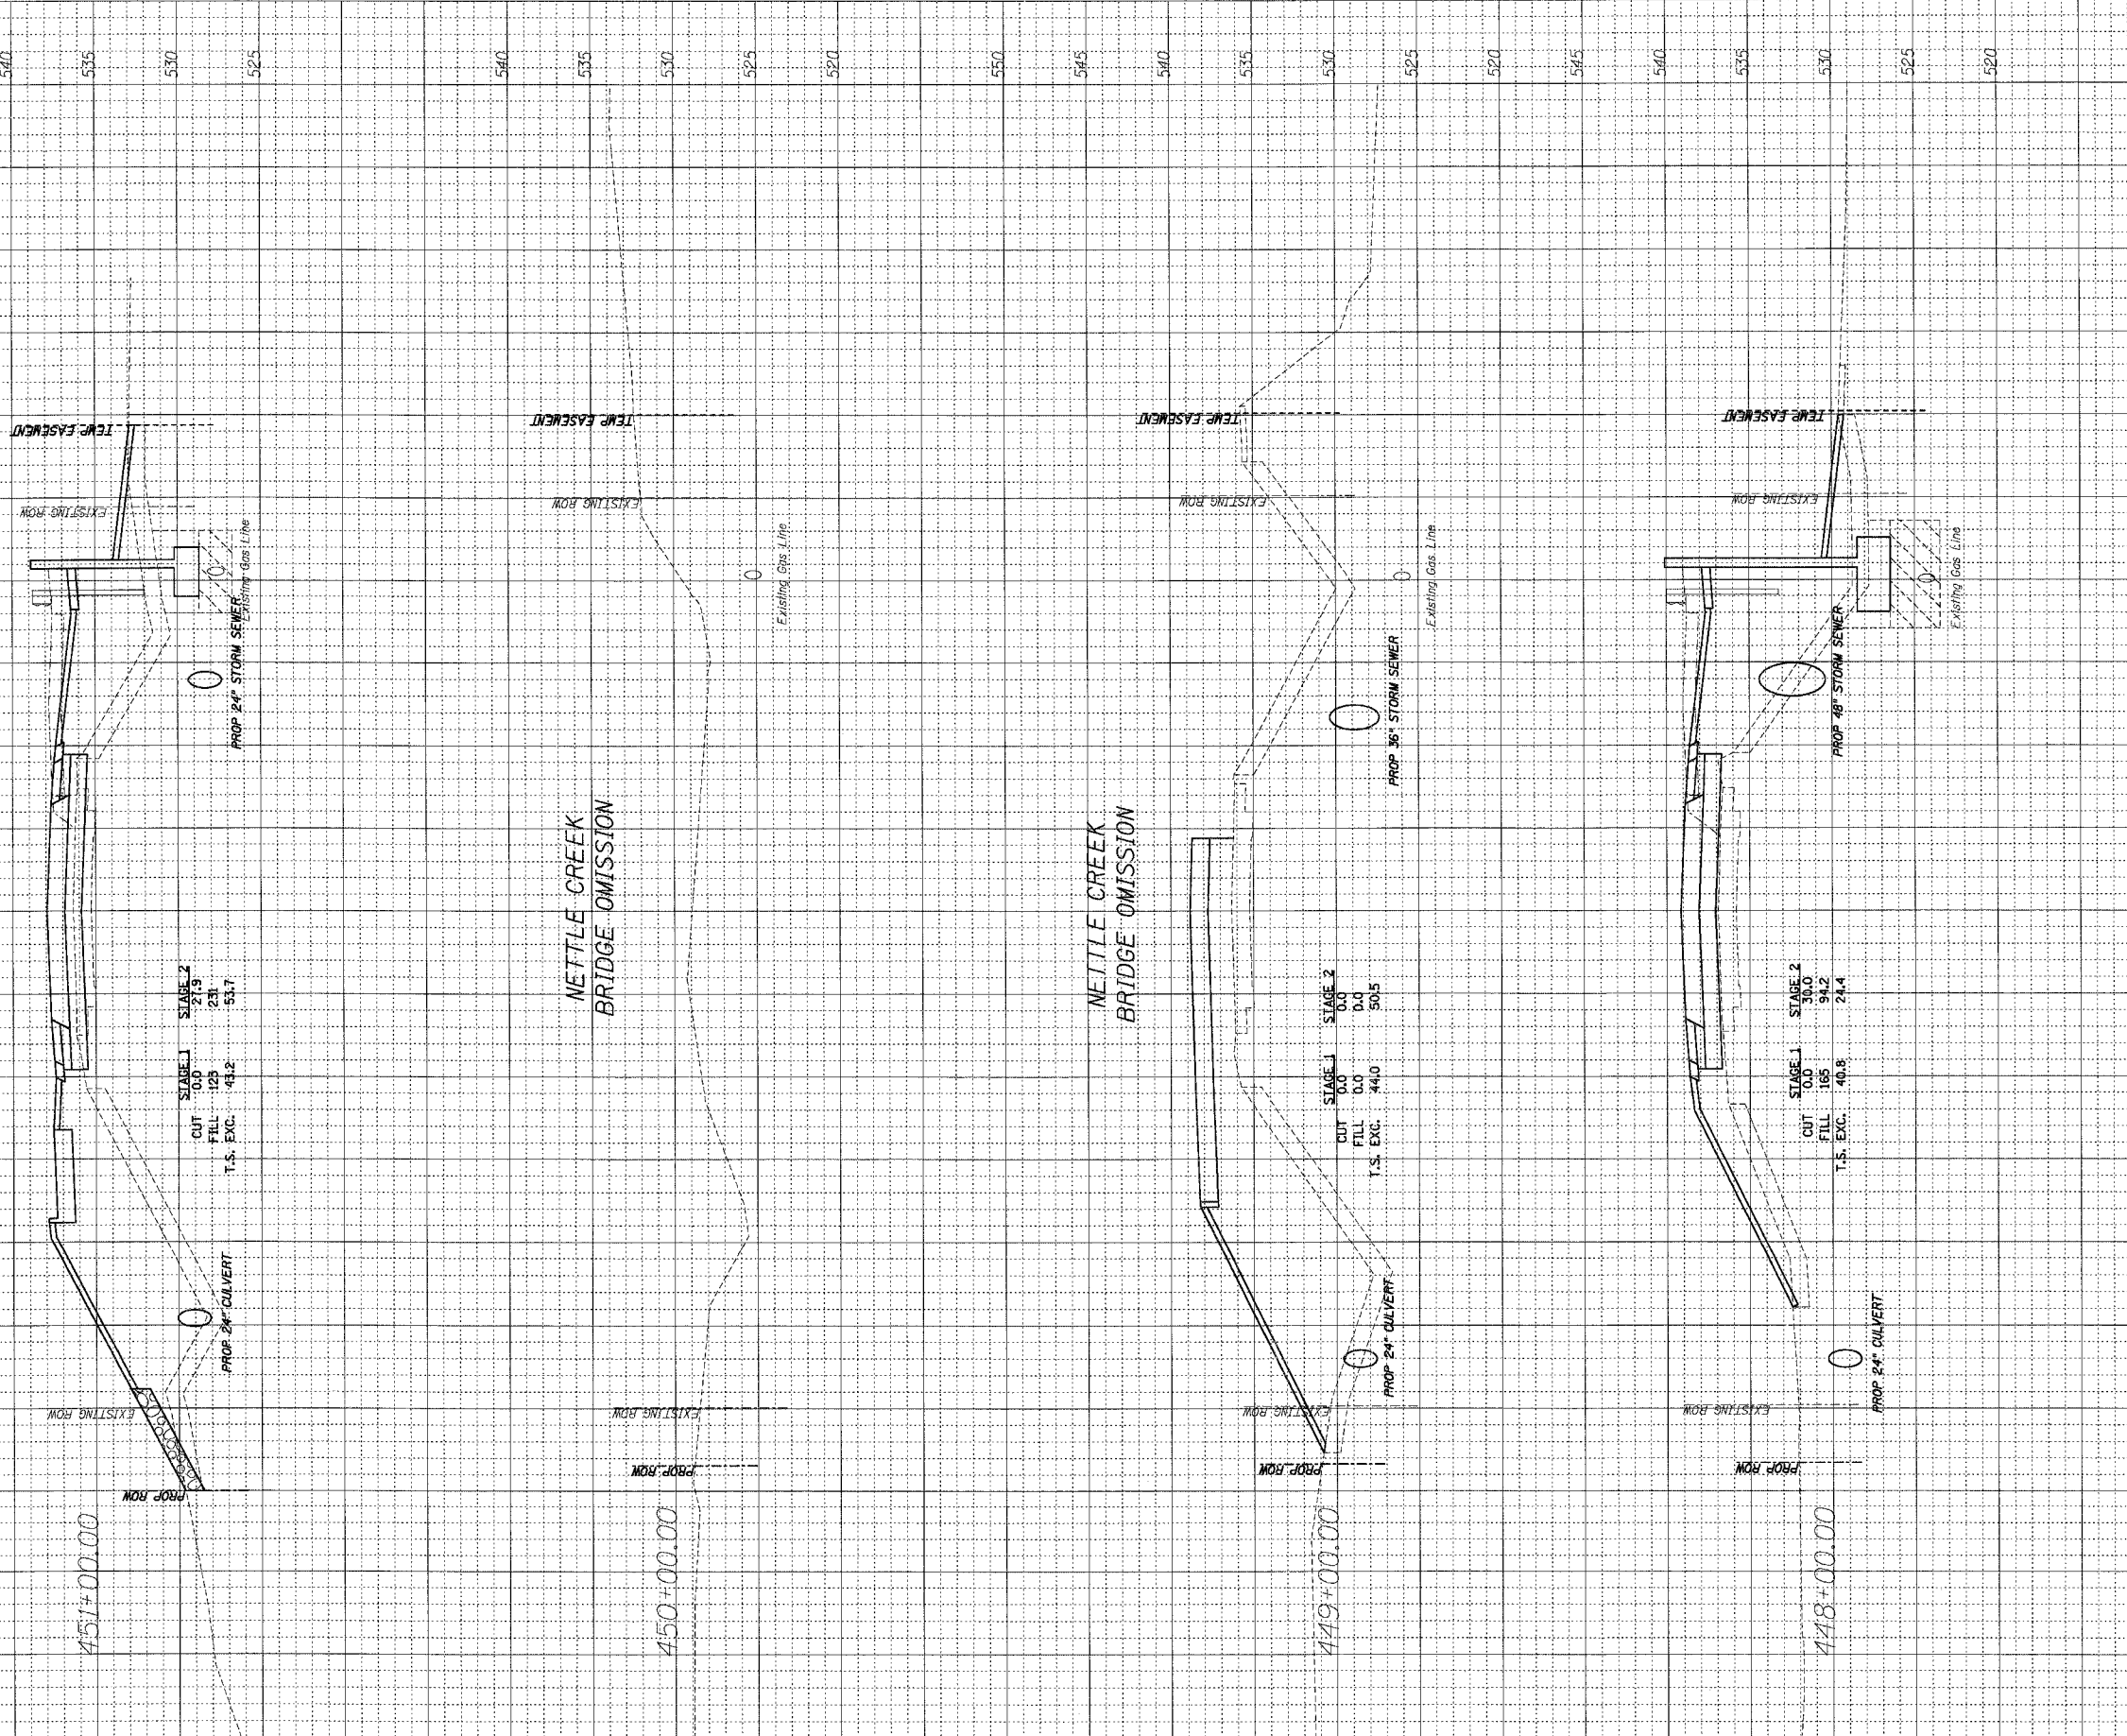 540
535
530
525
TEMP EASEMENT
EXISTING ROW
Existing Gas Line
PROP 24" STORM SEWER
STAGE 1 STAGE 2
CUT 0.0 27.9
FILL 123 231
T.S. EXC. 43.2 53.7
PROP 24" CULVERT
EXISTING ROW
PROP ROW
451+00.00
540
535
530
525
520
TEMP EASEMENT
EXISTING ROW
Existing Gas Line
NETTLE CREEK
BRIDGE OMISSION
EXISTING ROW
PROP ROW
450+00.00
550
545
540
535
530
525
520
TEMP EASEMENT
EXISTING ROW
Existing Gas Line
PROP 36" STORM SEWER
NETTLE CREEK
BRIDGE OMISSION
STAGE 1 STAGE 2
CUT 0.0 0.0
FILL 0.0 0.0
T.S. EXC. 44.0 50.5
PROP 24" CULVERT
EXISTING ROW
PROP ROW
449+00.00
545
540
535
530
525
520
TEMP EASEMENT
EXISTING ROW
Existing Gas Line
PROP 48" STORM SEWER
STAGE 1 STAGE 2
CUT 0.0 30.0
FILL 165 94.2
T.S. EXC. 40.8 24.4
PROP 24" CULVERT
EXISTING ROW
PROP ROW
448+00.00